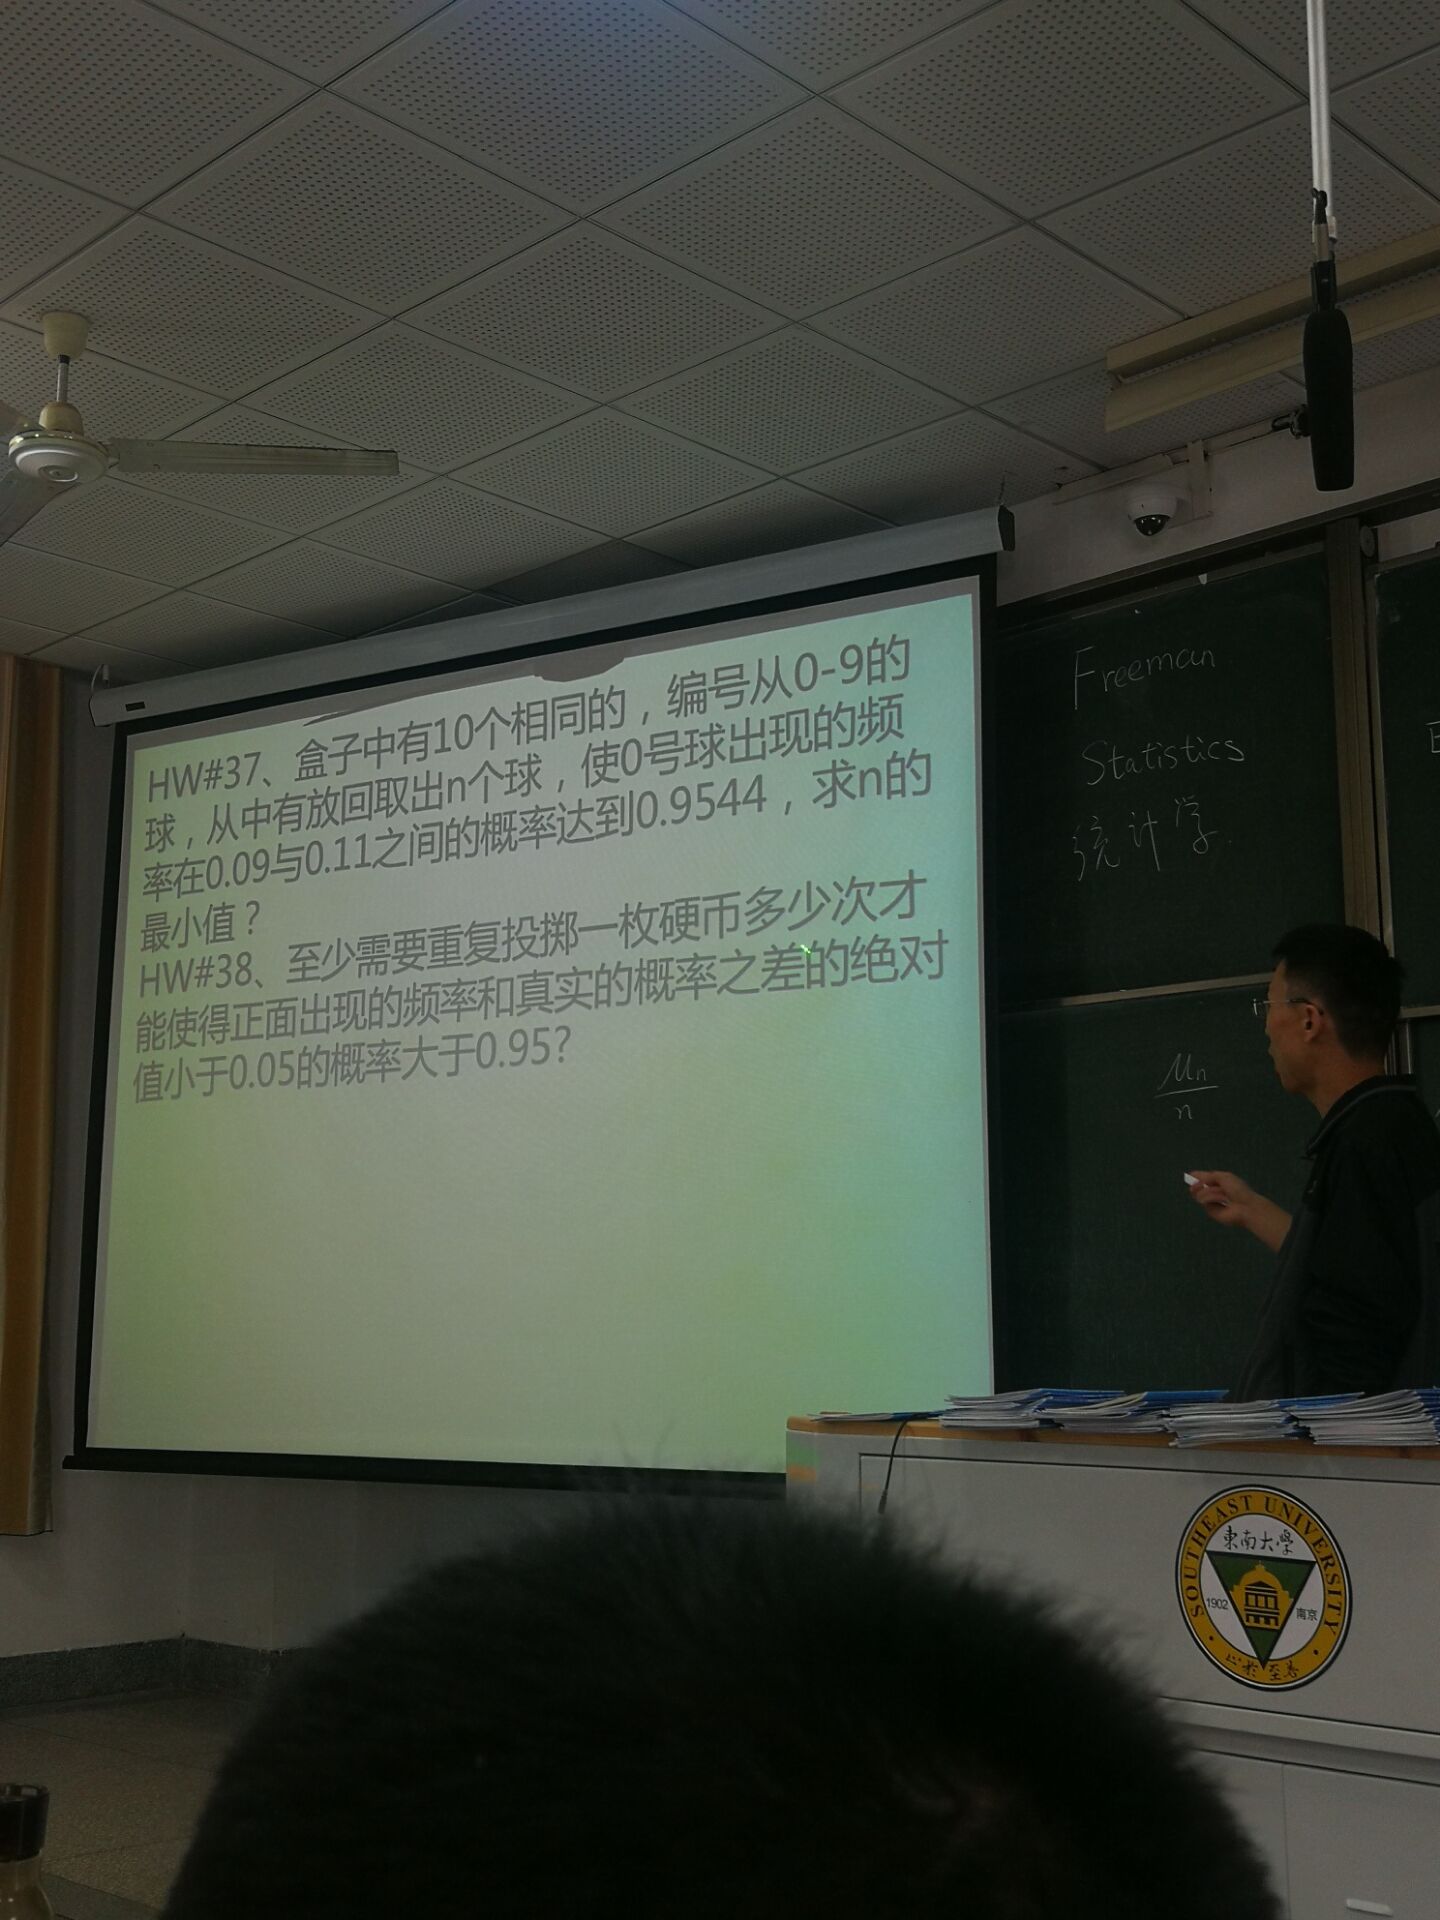 HW#37、盒子中有10个相同的，编号从0-9的
球，从中有放回取出n个球，使0号球出现的频
率在0.09与0.11之间的概率达到0.9544，求n的
最小值？
HW#38、至少需要重复投掷一枚硬币多少次才
能使得正面出现的频率和真实的概率之差的绝对
值小于0.05的概率大于0.95?
Freeman
Statistics
统计学
μn
n
SOUTHEAST UNIVERSITY
東南大學
1902
南京
止於至善